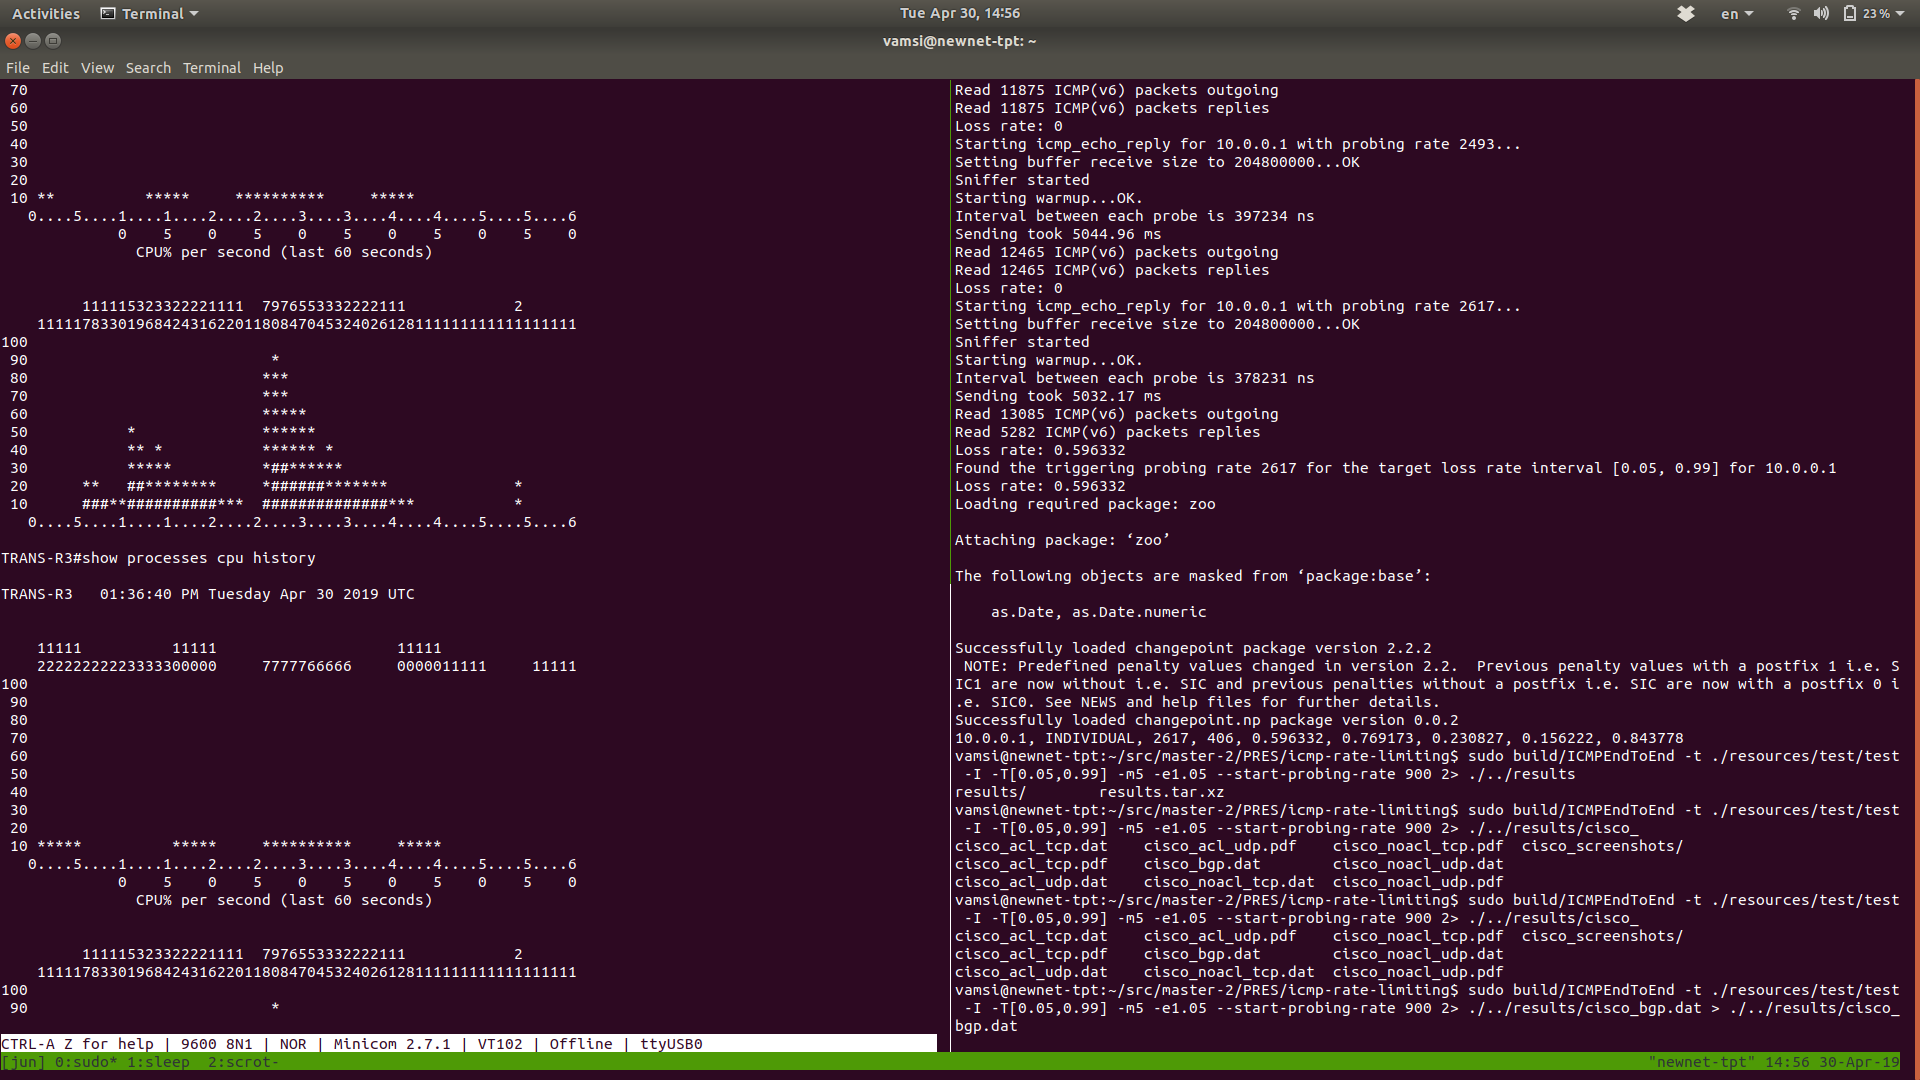 Activities Terminal Tue Apr 30, 14:56 en 23 %
vamsi@newnet-tpt: ~
File Edit View Search Terminal Help
 70
 60
 50
 40
 30
 20
 10 **          *****     **********     *****
   0....5....1....1....2....2....3....3....4....4....5....5....6
             0    5    0    5    0    5    0    5    0    5    0
               CPU% per second (last 60 seconds)
         111115323322221111  7976553332222111            2
    111117833019684243162201180847045324026128111111111111111111
100
 90                           *
 80                          ***
 70                          ***
 60                          *****
 50           *              ******
 40           ** *           ****** *
 30           *****          *##******
 20      **   ##********     *######*******              *
 10      ###**##########***  ##############***           *
   0....5....1....1....2....2....3....3....4....4....5....5....6
TRANS-R3#show processes cpu history
TRANS-R3   01:36:40 PM Tuesday Apr 30 2019 UTC
    11111          11111                    11111
    22222222223333300000     7777766666     0000011111     11111
100
 90
 80
 70
 60
 50
 40
 30
 20
 10 *****          *****     **********     *****
   0....5....1....1....2....2....3....3....4....4....5....5....6
             0    5    0    5    0    5    0    5    0    5    0
               CPU% per second (last 60 seconds)
         111115323322221111  7976553332222111            2
    111117833019684243162201180847045324026128111111111111111111
100
 90                           *
CTRL-A Z for help | 9600 8N1 | NOR | Minicom 2.7.1 | VT102 | Offline | ttyUSB0
Read 11875 ICMP(v6) packets outgoing
Read 11875 ICMP(v6) packets replies
Loss rate: 0
Starting icmp_echo_reply for 10.0.0.1 with probing rate 2493...
Setting buffer receive size to 204800000...OK
Sniffer started
Starting warmup...OK.
Interval between each probe is 397234 ns
Sending took 5044.96 ms
Read 12465 ICMP(v6) packets outgoing
Read 12465 ICMP(v6) packets replies
Loss rate: 0
Starting icmp_echo_reply for 10.0.0.1 with probing rate 2617...
Setting buffer receive size to 204800000...OK
Sniffer started
Starting warmup...OK.
Interval between each probe is 378231 ns
Sending took 5032.17 ms
Read 13085 ICMP(v6) packets outgoing
Read 5282 ICMP(v6) packets replies
Loss rate: 0.596332
Found the triggering probing rate 2617 for the target loss rate interval [0.05, 0.99] for 10.0.0.1
Loss rate: 0.596332
Loading required package: zoo
Attaching package: ‘zoo’
The following objects are masked from ‘package:base’:
    as.Date, as.Date.numeric
Successfully loaded changepoint package version 2.2.2
 NOTE: Predefined penalty values changed in version 2.2.  Previous penalty values with a postfix 1 i.e. S
IC1 are now without i.e. SIC and previous penalties without a postfix i.e. SIC are now with a postfix 0 i
.e. SIC0. See NEWS and help files for further details.
Successfully loaded changepoint.np package version 0.0.2
10.0.0.1, INDIVIDUAL, 2617, 406, 0.596332, 0.769173, 0.230827, 0.156222, 0.843778
vamsi@newnet-tpt:~/src/master-2/PRES/icmp-rate-limiting$ sudo build/ICMPEndToEnd -t ./resources/test/test
 -I -T[0.05,0.99] -m5 -e1.05 --start-probing-rate 900 2> ./../results
results/        results.tar.xz
vamsi@newnet-tpt:~/src/master-2/PRES/icmp-rate-limiting$ sudo build/ICMPEndToEnd -t ./resources/test/test
 -I -T[0.05,0.99] -m5 -e1.05 --start-probing-rate 900 2> ./../results/cisco_
cisco_acl_tcp.dat    cisco_acl_udp.pdf    cisco_noacl_tcp.pdf  cisco_screenshots/
cisco_acl_tcp.pdf    cisco_bgp.dat        cisco_noacl_udp.dat
cisco_acl_udp.dat    cisco_noacl_tcp.dat  cisco_noacl_udp.pdf
vamsi@newnet-tpt:~/src/master-2/PRES/icmp-rate-limiting$ sudo build/ICMPEndToEnd -t ./resources/test/test
 -I -T[0.05,0.99] -m5 -e1.05 --start-probing-rate 900 2> ./../results/cisco_
cisco_acl_tcp.dat    cisco_acl_udp.pdf    cisco_noacl_tcp.pdf  cisco_screenshots/
cisco_acl_tcp.pdf    cisco_bgp.dat        cisco_noacl_udp.dat
cisco_acl_udp.dat    cisco_noacl_tcp.dat  cisco_noacl_udp.pdf
vamsi@newnet-tpt:~/src/master-2/PRES/icmp-rate-limiting$ sudo build/ICMPEndToEnd -t ./resources/test/test
 -I -T[0.05,0.99] -m5 -e1.05 --start-probing-rate 900 2> ./../results/cisco_bgp.dat > ./../results/cisco_
bgp.dat
[jun] 0:sudo* 1:sleep  2:scrot- "newnet-tpt" 14:56 30-Apr-19